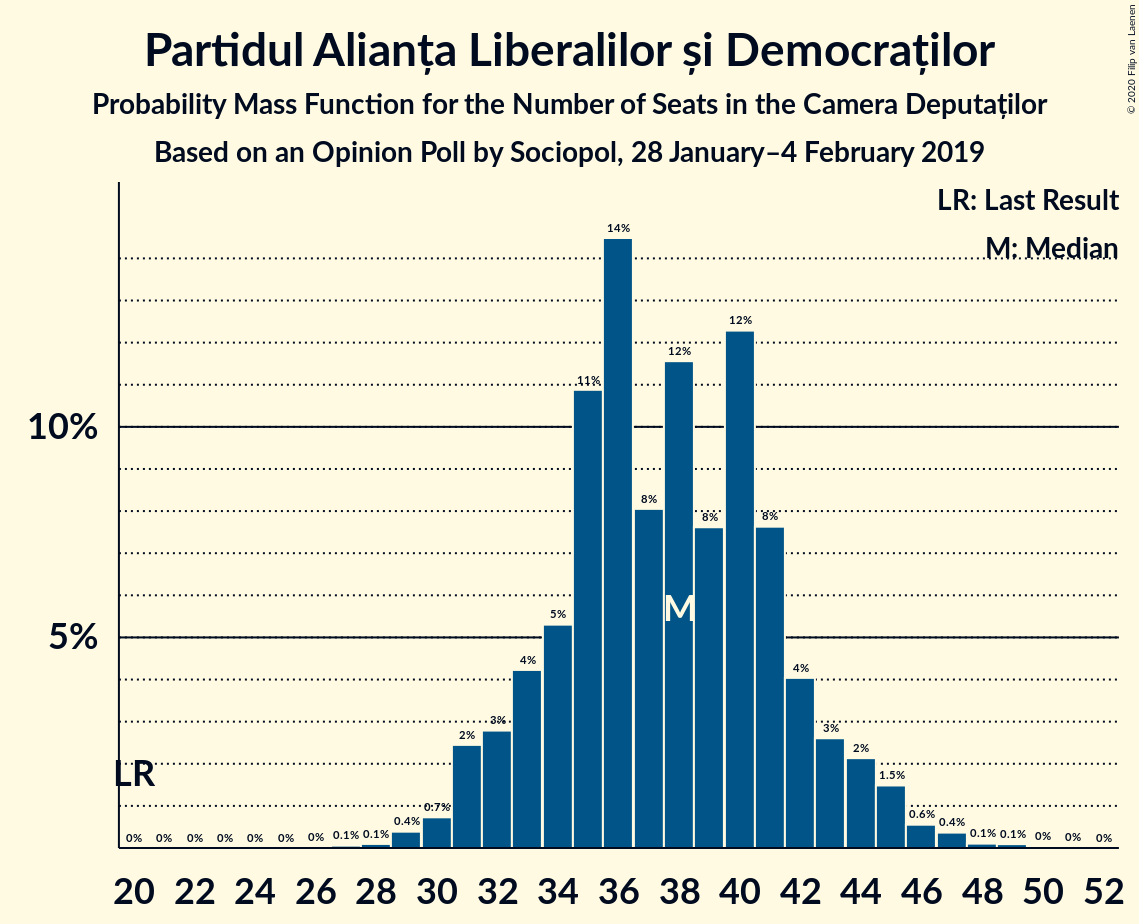 Partidul Alianța Liberalilor și Democraților
Probability Mass Function for the Number of Seats in the Camera Deputaților
Based on an Opinion Poll by Sociopol, 28 January–4 February 2019
© 2020 Filip van Laenen
LR: Last Result
M: Median
10%
5%
LR
M
0% 0% 0% 0% 0% 0% 0% 0.1% 0.1% 0.4% 0.7% 2% 3% 4% 5% 11% 14% 8% 12% 8% 12% 8% 4% 3% 2% 1.5% 0.6% 0.4% 0.1% 0.1% 0% 0% 0%
20 22 24 26 28 30 32 34 36 38 40 42 44 46 48 50 52